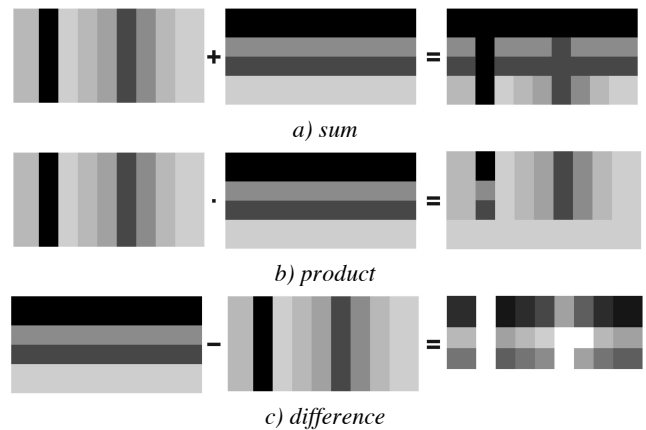 + =
a) sum
· =
b) product
− =
c) difference